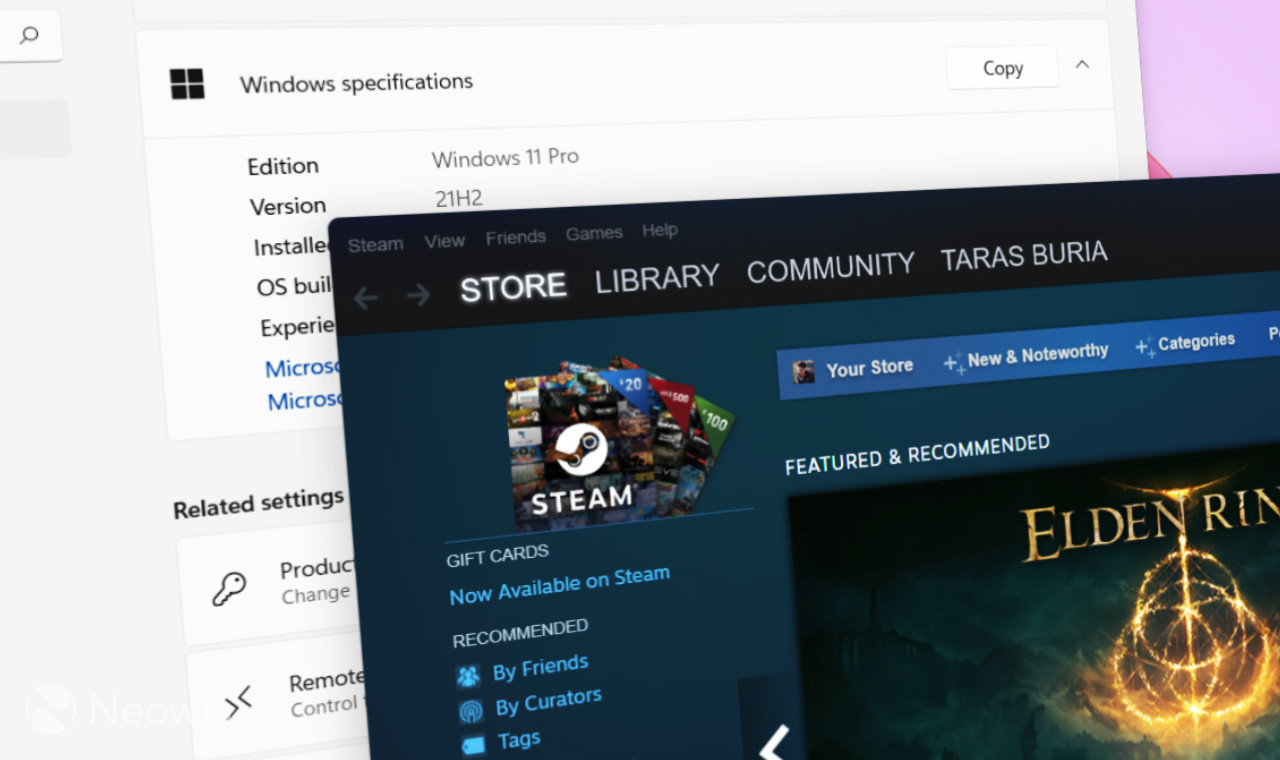 Windows specifications
Copy
Edition Windows 11 Pro
Version 21H2
Installe
OS buil
Experie
Microso
Microso
Related settings
Produc
Change
Remote
Control
Neowin
Steam View Friends Games Help
STORE LIBRARY COMMUNITY TARAS BURIA
Your Store New & Noteworthy Categories Po
$20
500
$100
STEAM
FEATURED & RECOMMENDED
GIFT CARDS
Now Available on Steam
RECOMMENDED
By Friends
By Curators
Tags
ELDEN RIN